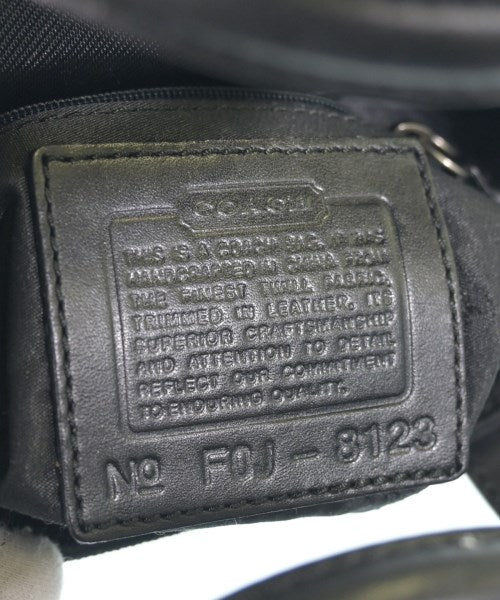 COACH
THIS IS A COACH BAG. IT WAS
HANDCRAFTED IN CHINA FROM
THE FINEST TWILL FABRIC,
TRIMMED IN LEATHER. ITS
SUPERIOR CRAFTSMANSHIP
AND ATTENTION TO DETAIL
REFLECT OUR COMMITMENT
TO ENDURING QUALITY.
No F0J-8123